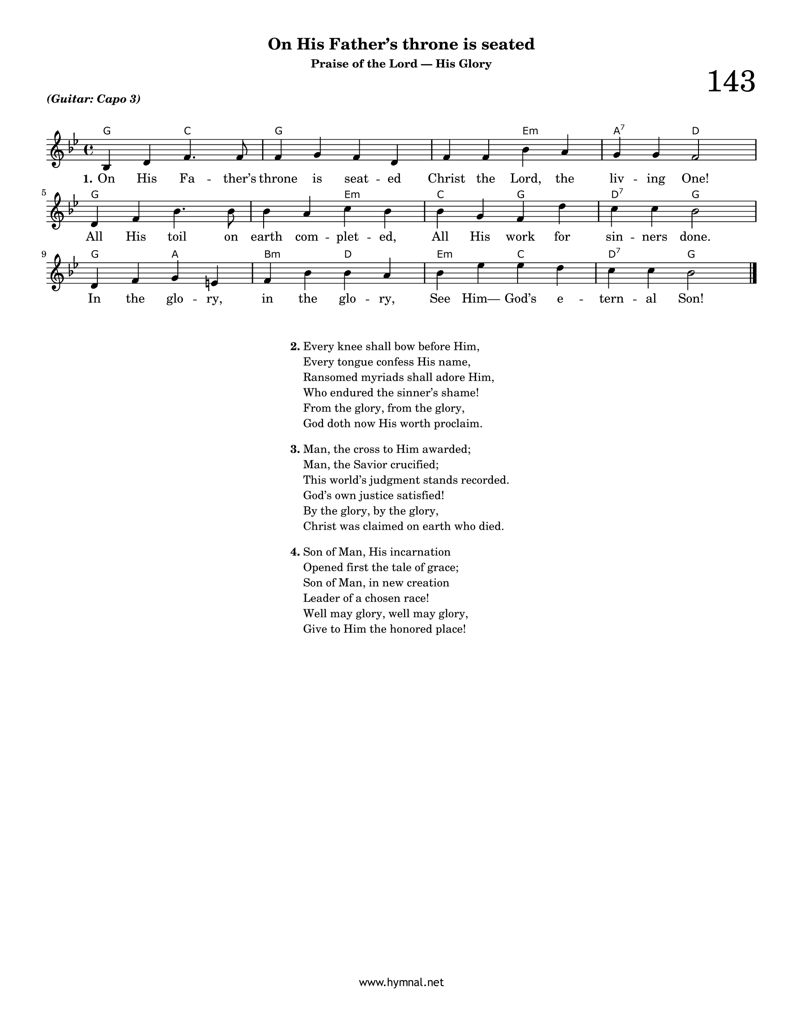 On His Father's throne is seated
Praise of the Lord — His Glory
143
(Guitar: Capo 3)
G C G Em A7 D
1. On His Fa - ther's throne is seat - ed Christ the Lord, the liv - ing One!
5
G Em C G D7 G
All His toil on earth com - plet - ed, All His work for sin - ners done.
9
G A Bm D Em C D7 G
In the glo - ry, in the glo - ry, See Him— God's e - tern - al Son!
2. Every knee shall bow before Him,
Every tongue confess His name,
Ransomed myriads shall adore Him,
Who endured the sinner's shame!
From the glory, from the glory,
God doth now His worth proclaim.
3. Man, the cross to Him awarded;
Man, the Savior crucified;
This world's judgment stands recorded.
God's own justice satisfied!
By the glory, by the glory,
Christ was claimed on earth who died.
4. Son of Man, His incarnation
Opened first the tale of grace;
Son of Man, in new creation
Leader of a chosen race!
Well may glory, well may glory,
Give to Him the honored place!
www.hymnal.net